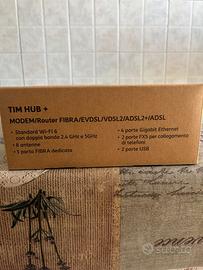 TIM HUB +
MODEM/Router FIBRA/EVDSL/VDSL2/ADSL2+/ADSL
• Standard Wi-Fi 6
con doppia banda 2.4 GHz e 5GHz
• 8 antenne
• 1 porta FIBRA dedicata
• 4 porte Gigabit Ethernet
• 2 porte FXS per collegamento
di telefoni
• 2 porte USB
subito